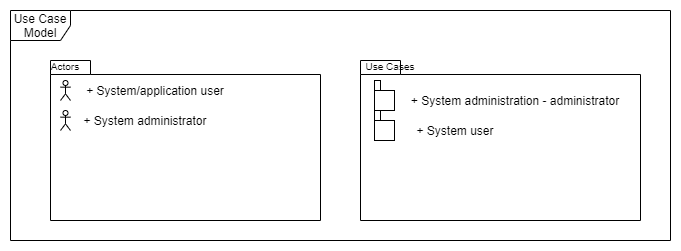 Use Case
Model
Actors
+ System/application user
+ System administrator
Use Cases
+ System administration - administrator
+ System user